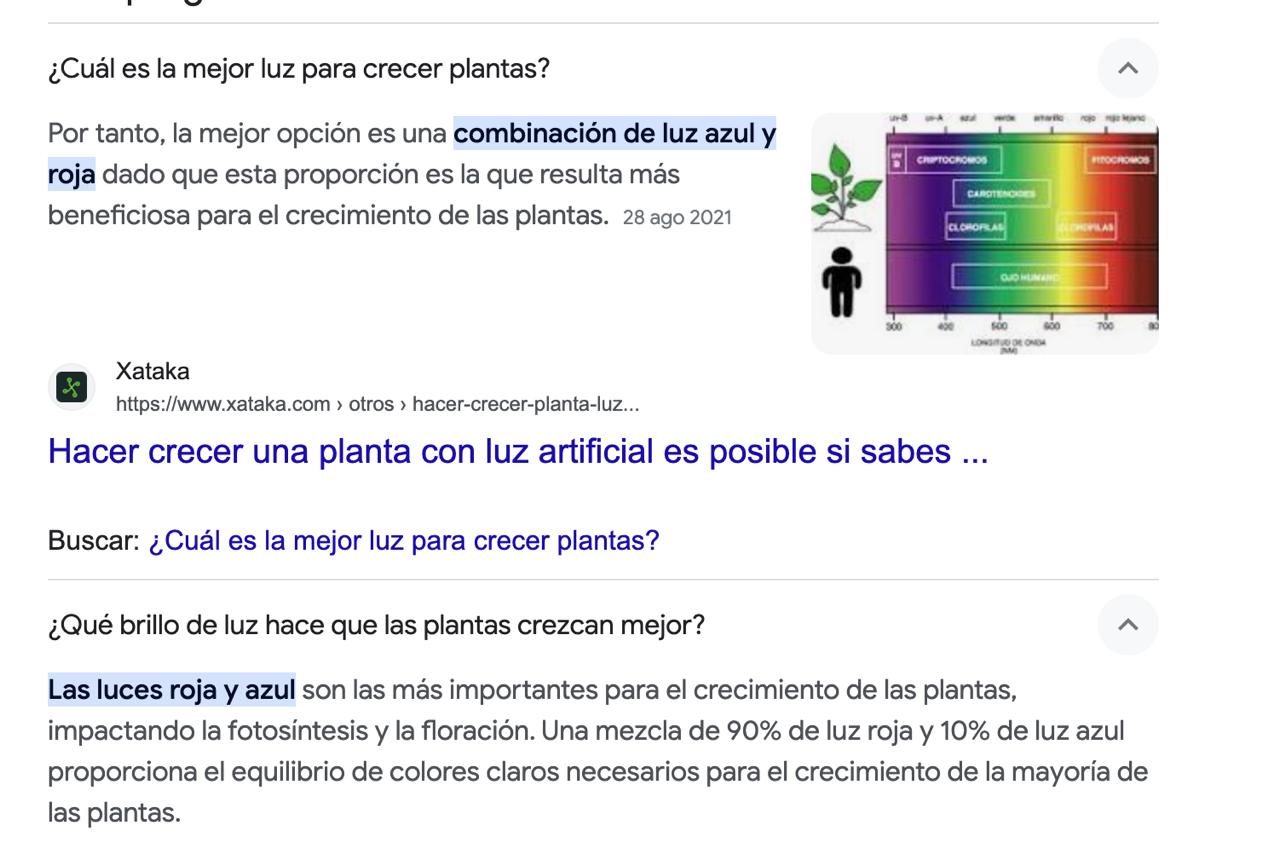 ¿Cuál es la mejor luz para crecer plantas?
Por tanto, la mejor opción es una combinación de luz azul y
roja dado que esta proporción es la que resulta más
beneficiosa para el crecimiento de las plantas. 28 ago 2021
uv-B uv-A azul verde amarillo rojo rojo lejano
UV B CRIPTOCROMOS FITOCROMOS
CAROTENOIDES
CLOROFILAS CLOROFILAS
OJO HUMANO
300 400 500 600 700 80
LONGITUD DE ONDA
(NM)
Xataka
https://www.xataka.com › otros › hacer-crecer-planta-luz...
Hacer crecer una planta con luz artificial es posible si sabes ...
Buscar: ¿Cuál es la mejor luz para crecer plantas?
¿Qué brillo de luz hace que las plantas crezcan mejor?
Las luces roja y azul son las más importantes para el crecimiento de las plantas,
impactando la fotosíntesis y la floración. Una mezcla de 90% de luz roja y 10% de luz azul
proporciona el equilibrio de colores claros necesarios para el crecimiento de la mayoría de
las plantas.